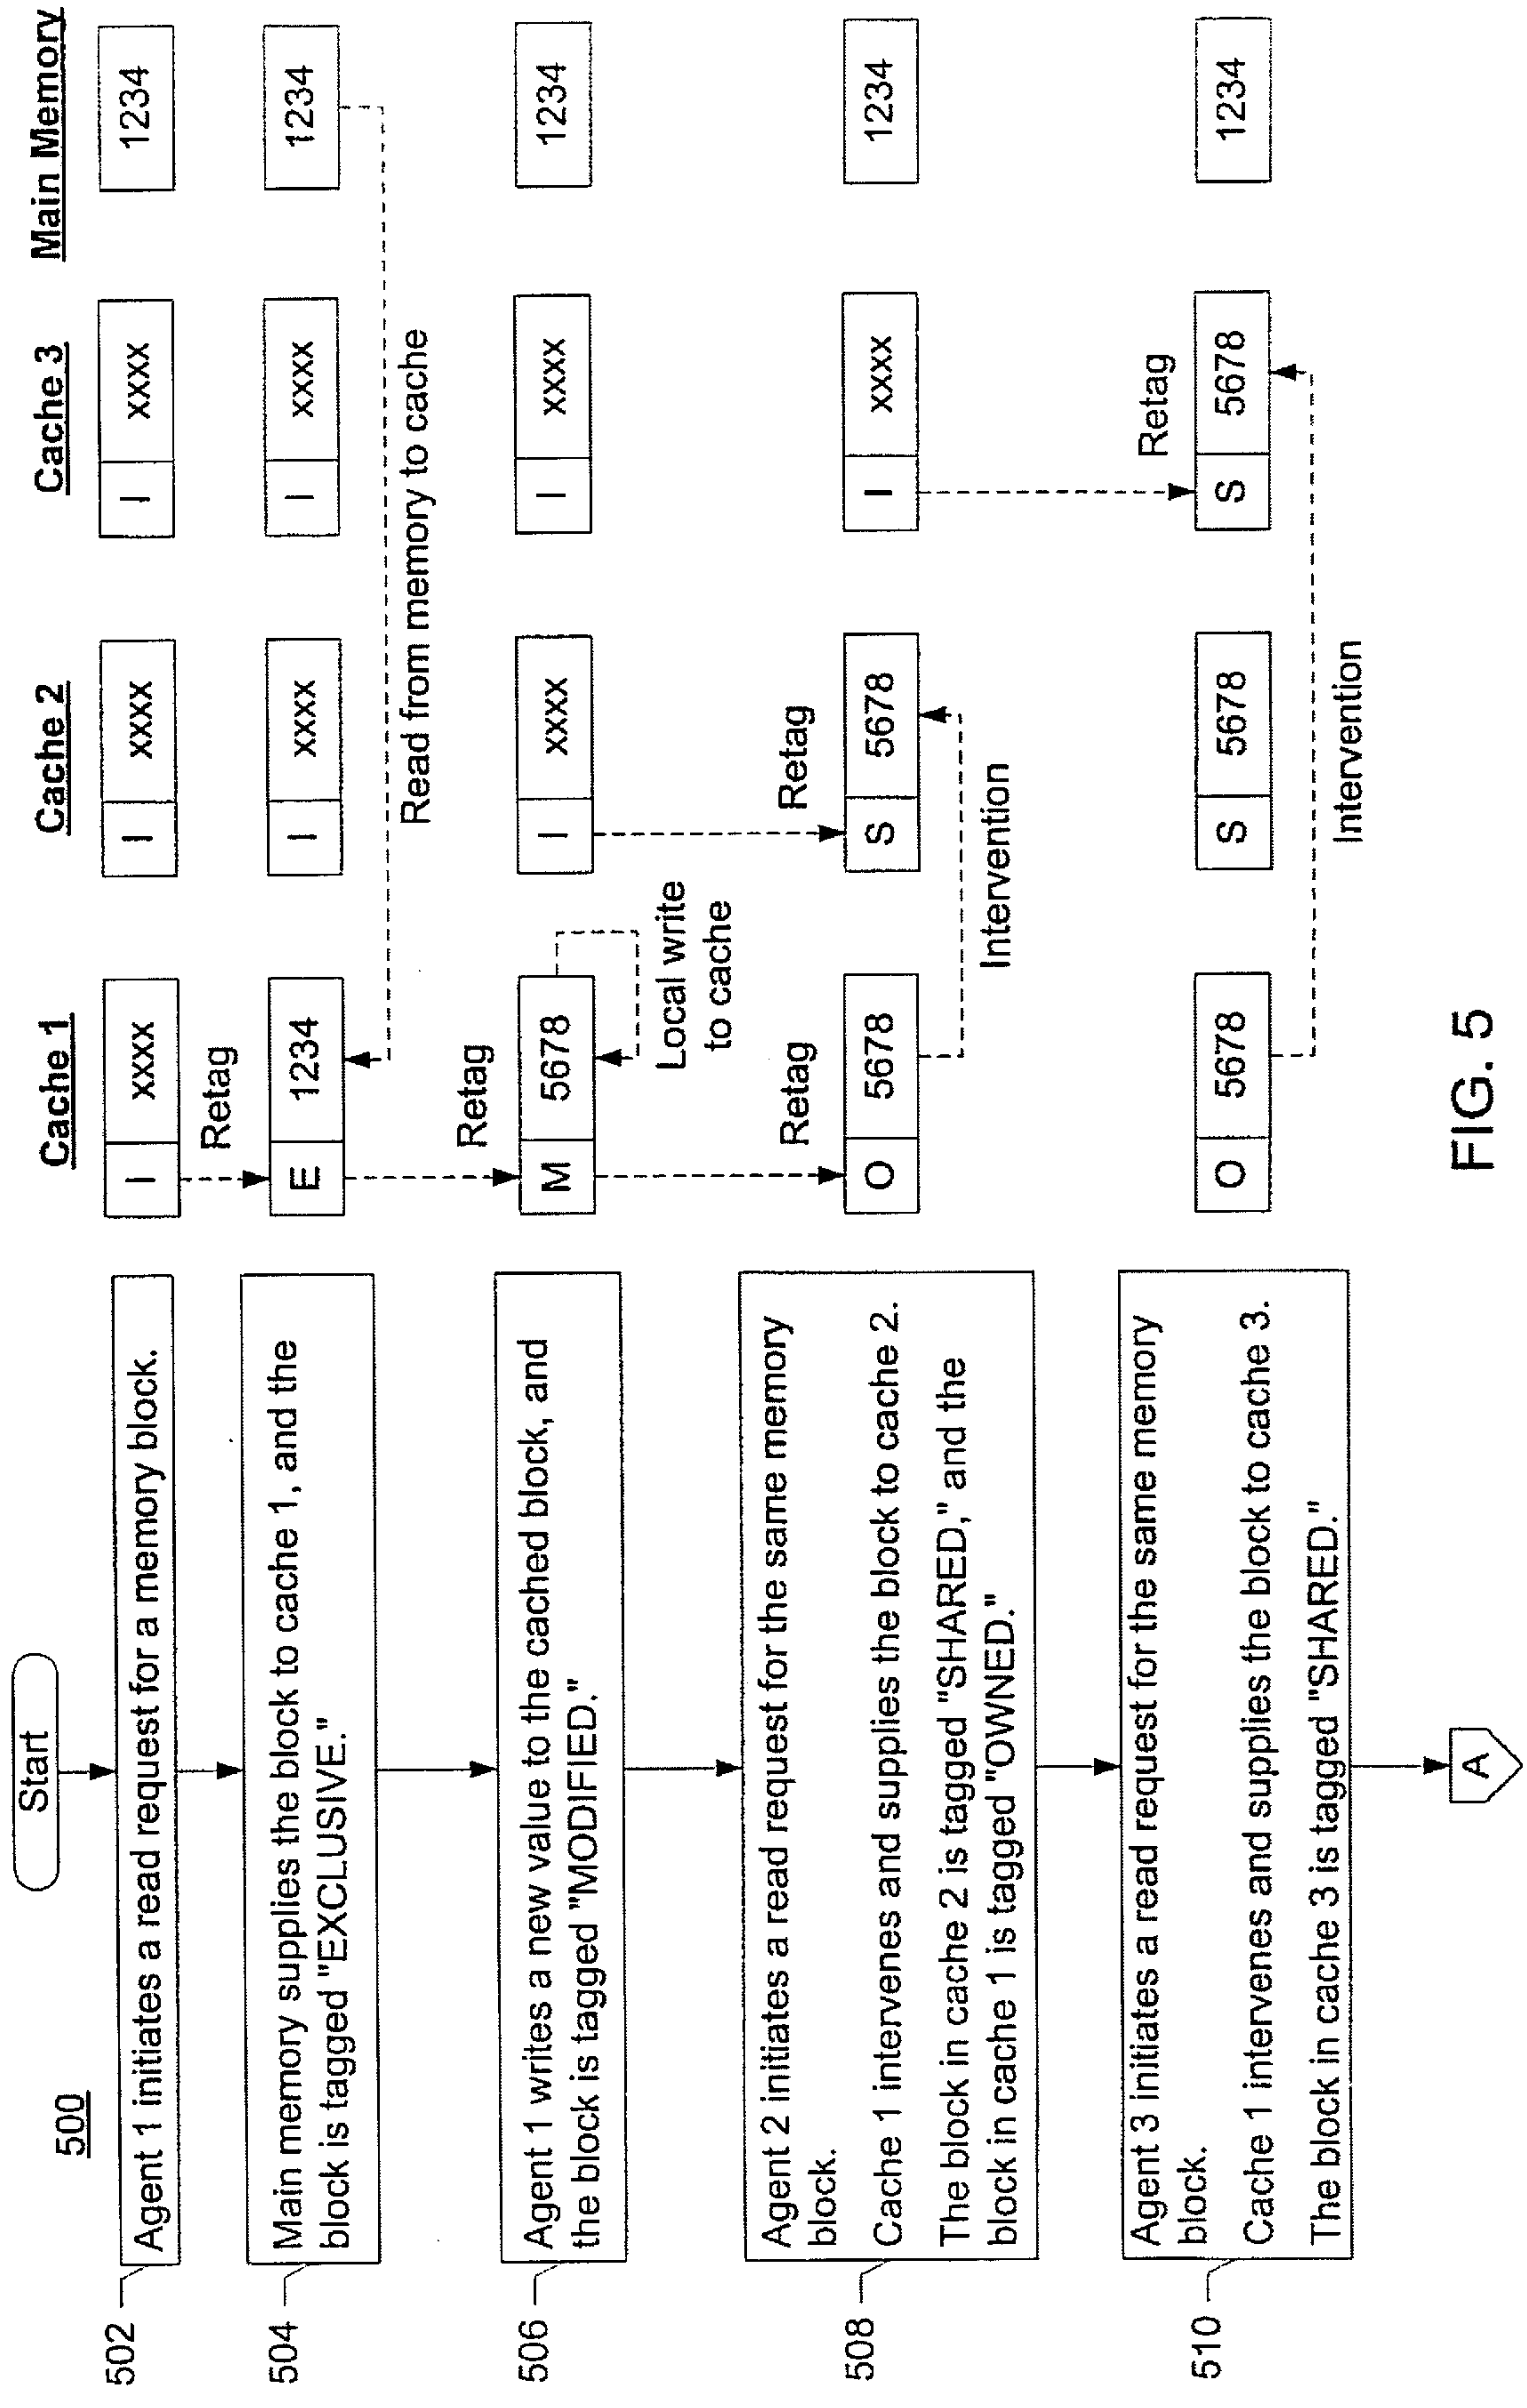 500
Start
Cache 1
Cache 2
Cache 3
Main Memory
502
Agent 1 initiates a read request for a memory block.
I
xxxx
I
xxxx
I
xxxx
1234
Retag
504
Main memory supplies the block to cache 1, and the
block is tagged "EXCLUSIVE."
E
1234
I
xxxx
I
xxxx
1234
Read from memory to cache
Retag
506
Agent 1 writes a new value to the cached block, and
the block is tagged "MODIFIED."
M
5678
I
xxxx
I
xxxx
1234
Local write
to cache
Retag
Retag
508
Agent 2 initiates a read request for the same memory
block.
Cache 1 intervenes and supplies the block to cache 2.
The block in cache 2 is tagged "SHARED," and the
block in cache 1 is tagged "OWNED."
O
5678
S
5678
I
xxxx
1234
Intervention
Retag
510
Agent 3 initiates a read request for the same memory
block.
Cache 1 intervenes and supplies the block to cache 3.
The block in cache 3 is tagged "SHARED."
O
5678
S
5678
S
5678
1234
Intervention
A
FIG. 5